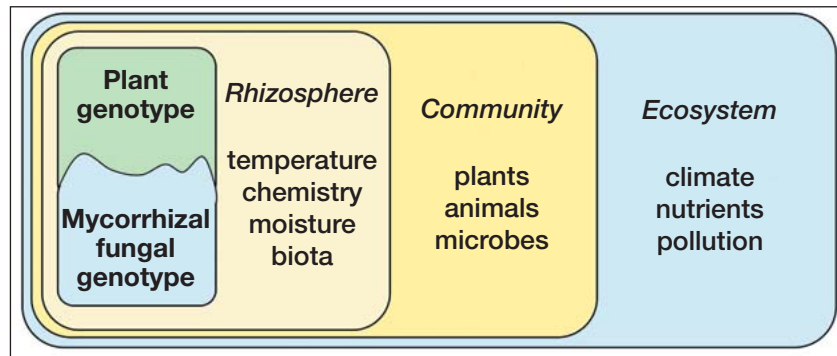 Plant
genotype
Mycorrhizal
fungal
genotype
Rhizosphere
temperature
chemistry
moisture
biota
Community
plants
animals
microbes
Ecosystem
climate
nutrients
pollution